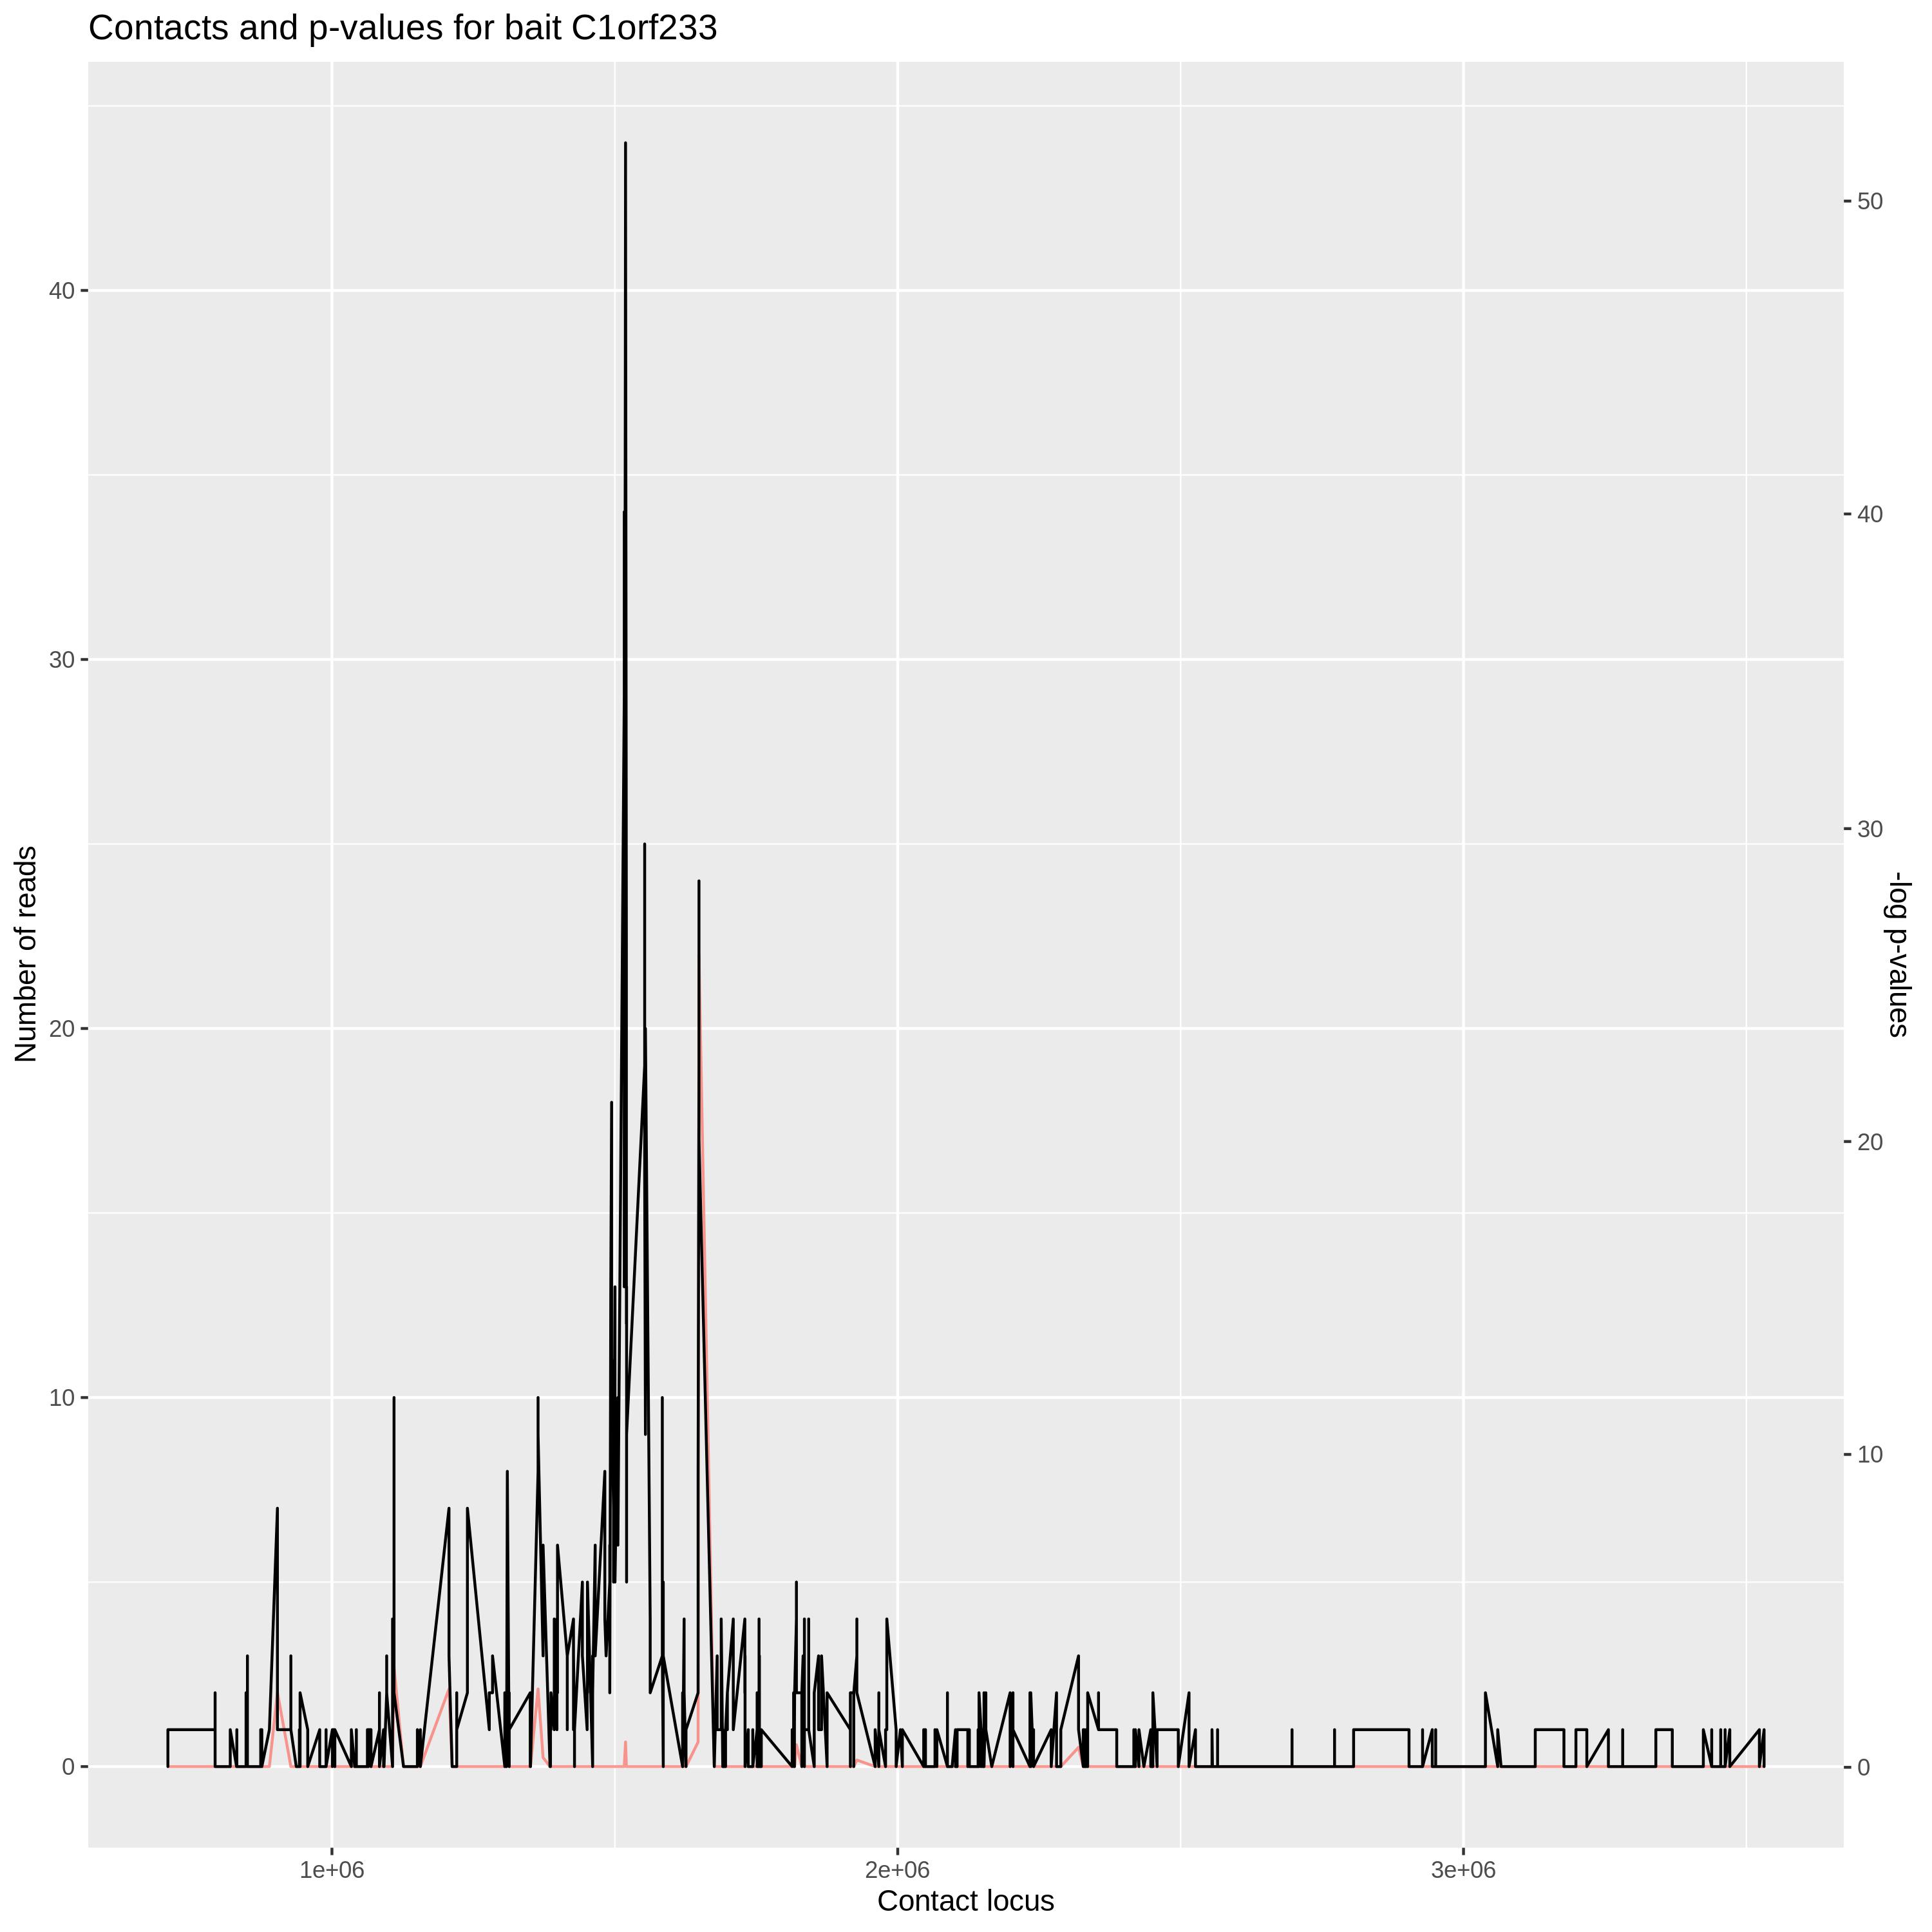 Contacts and p-values for bait C1orf233
Number of reads
40
30
20
10
0
50
40
30
20
10
0
-log p-values
1e+06
2e+06
3e+06
Contact locus